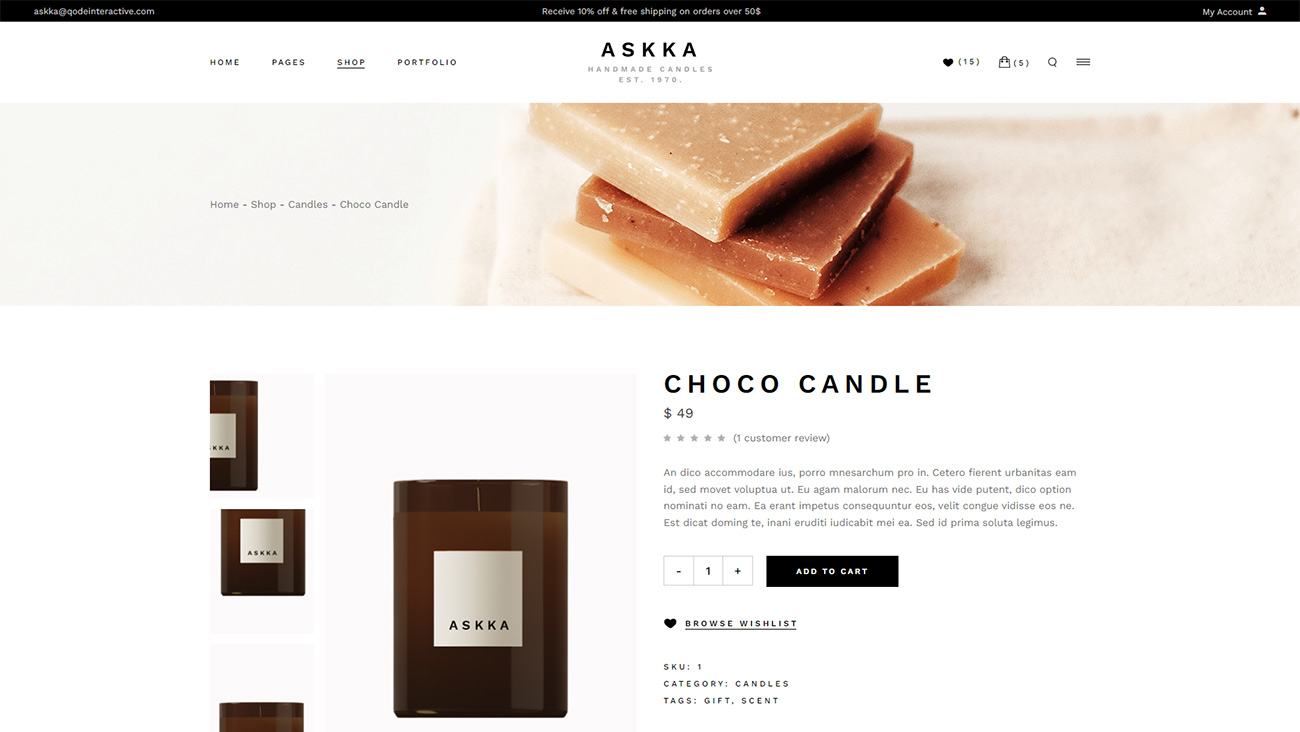 askka@qodeinteractive.com
Receive 10% off & free shipping on orders over 50$
My Account
HOME
PAGES
SHOP
PORTFOLIO
ASKKA
HANDMADE CANDLES
EST. 1970.
(15)
(5)
Home - Shop - Candles - Choco Candle
KKA
ASKKA
ASKKA
CHOCO CANDLE
$ 49
(1 customer review)
An dico accommodare ius, porro mnesarchum pro in. Cetero fierent urbanitas eam
id, sed movet voluptua ut. Eu agam malorum nec. Eu has vide putent, dico option
nominati no eam. Ea erant impetus consequuntur eos, velit congue vidisse eos ne.
Est dicat doming te, inani eruditi iudicabit mei ea. Sed id prima soluta legimus.
- 1 +
ADD TO CART
BROWSE WISHLIST
SKU: 1
CATEGORY: CANDLES
TAGS: GIFT, SCENT